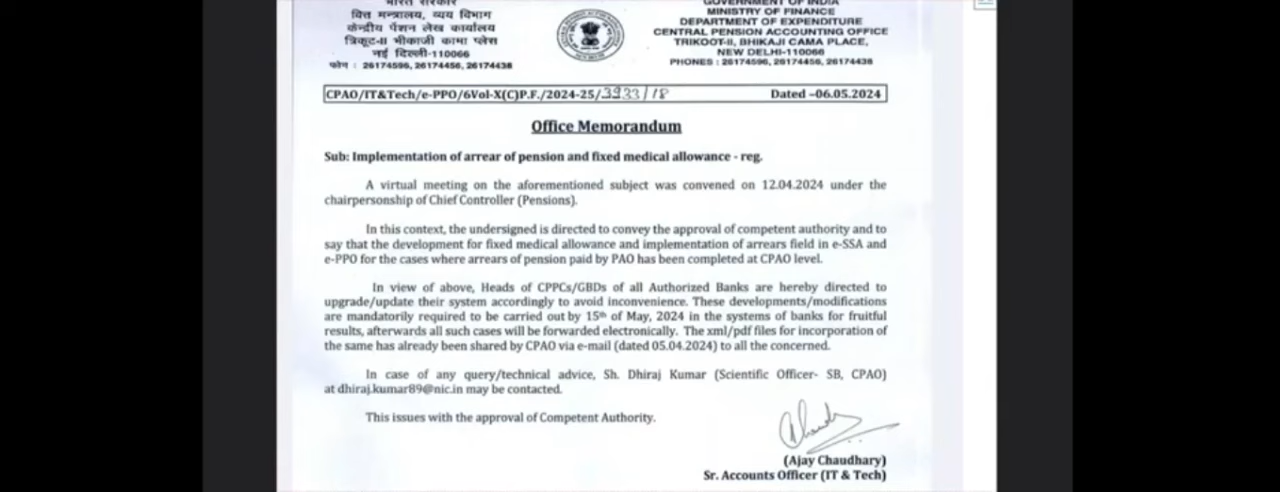 भारत सरकार
वित्त मन्त्रालय, व्यय विभाग
केन्द्रीय पेंशन लेखा कार्यालय
त्रिकूट-II भीकाजी कामा प्लेस
नई दिल्ली-110066
फोन : 26174596, 26174456, 26174438
GOVERNMENT OF INDIA
MINISTRY OF FINANCE
DEPARTMENT OF EXPENDITURE
CENTRAL PENSION ACCOUNTING OFFICE
TRIKOOT-II, BHIKAJI CAMA PLACE,
NEW DELHI-110066
PHONES : 26174596, 26174456, 26174438
CPAO/IT&Tech/e-PPO/6Vol-X(C)P.F./2024-25/3933/18 Dated –06.05.2024
Office Memorandum
Sub: Implementation of arrear of pension and fixed medical allowance - reg.
A virtual meeting on the aforementioned subject was convened on 12.04.2024 under the
chairpersonship of Chief Controller (Pensions).
In this context, the undersigned is directed to convey the approval of competent authority and to
say that the development for fixed medical allowance and implementation of arrears field in e-SSA and
e-PPO for the cases where arrears of pension paid by PAO has been completed at CPAO level.
In view of above, Heads of CPPCs/GBDs of all Authorized Banks are hereby directed to
upgrade/update their system accordingly to avoid inconvenience. These developments/modifications
are mandatorily required to be carried out by 15th of May, 2024 in the systems of banks for fruitful
results, afterwards all such cases will be forwarded electronically. The xml/pdf files for incorporation of
the same has already been shared by CPAO via e-mail (dated 05.04.2024) to all the concerned.
In case of any query/technical advice, Sh. Dhiraj Kumar (Scientific Officer- SB, CPAO)
at dhiraj.kumar89@nic.in may be contacted.
This issues with the approval of Competent Authority.
(Ajay Chaudhary)
Sr. Accounts Officer (IT & Tech)